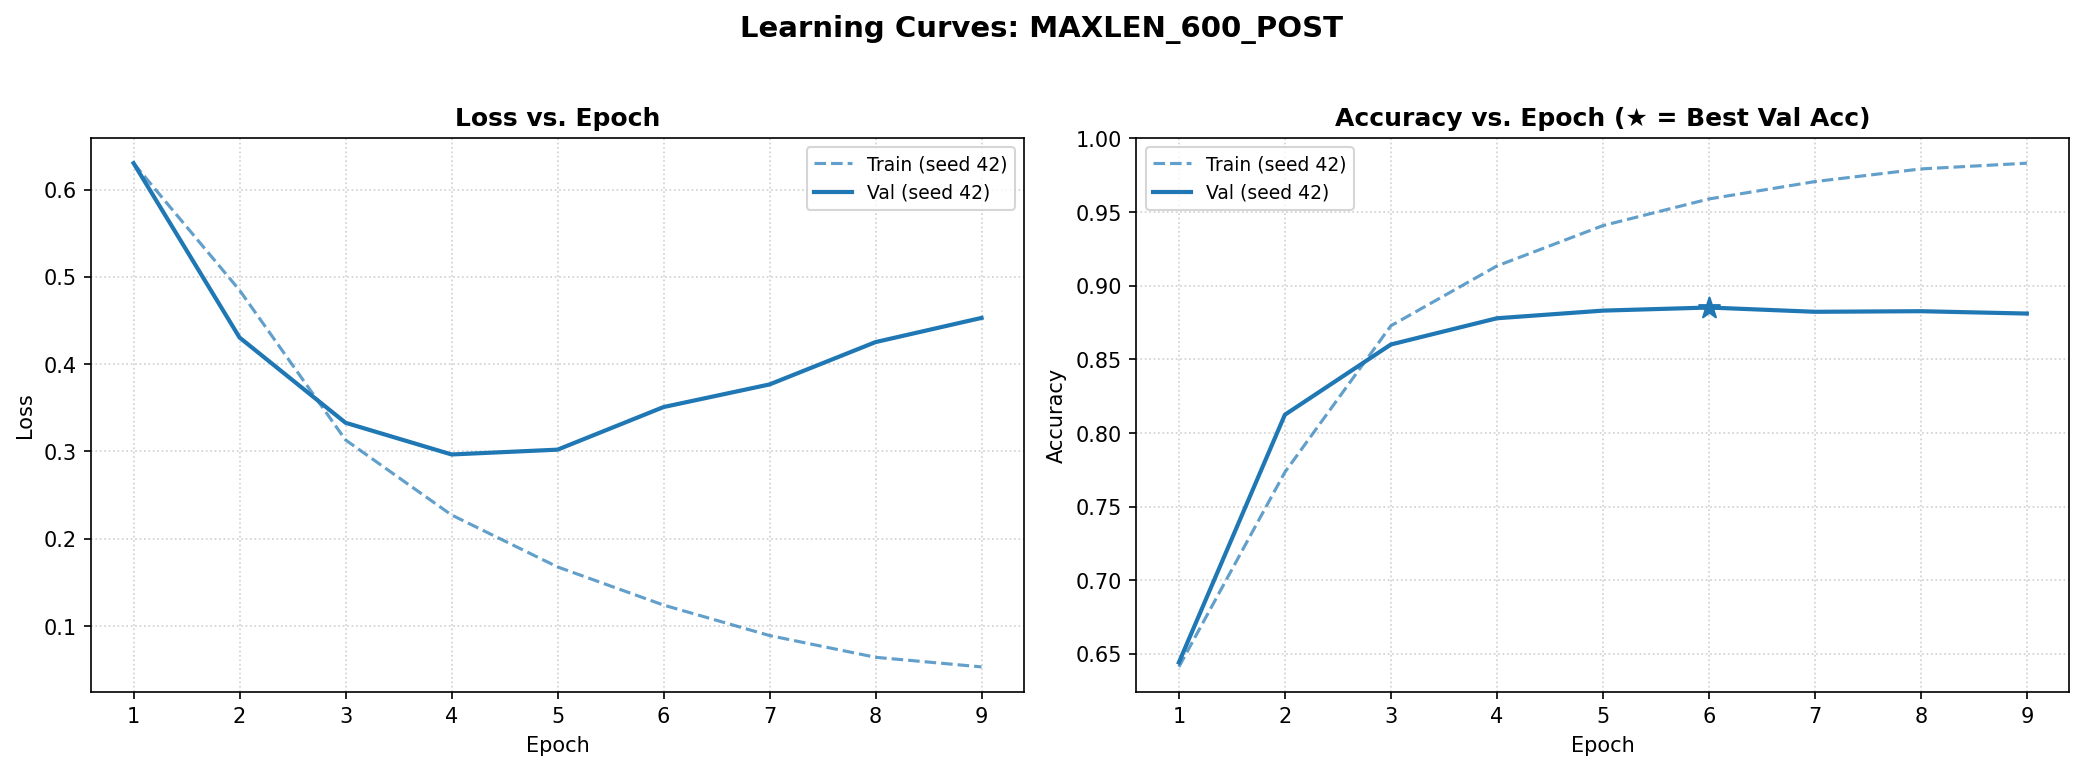 Learning Curves: MAXLEN_600_POST
Loss vs. Epoch
Train (seed 42)
Val (seed 42)
0.6
0.5
0.4
0.3
0.2
0.1
Loss
1 2 3 4 5 6 7 8 9
Epoch
Accuracy vs. Epoch (★ = Best Val Acc)
Train (seed 42)
Val (seed 42)
1.00
0.95
0.90
0.85
0.80
0.75
0.70
0.65
Accuracy
1 2 3 4 5 6 7 8 9
Epoch